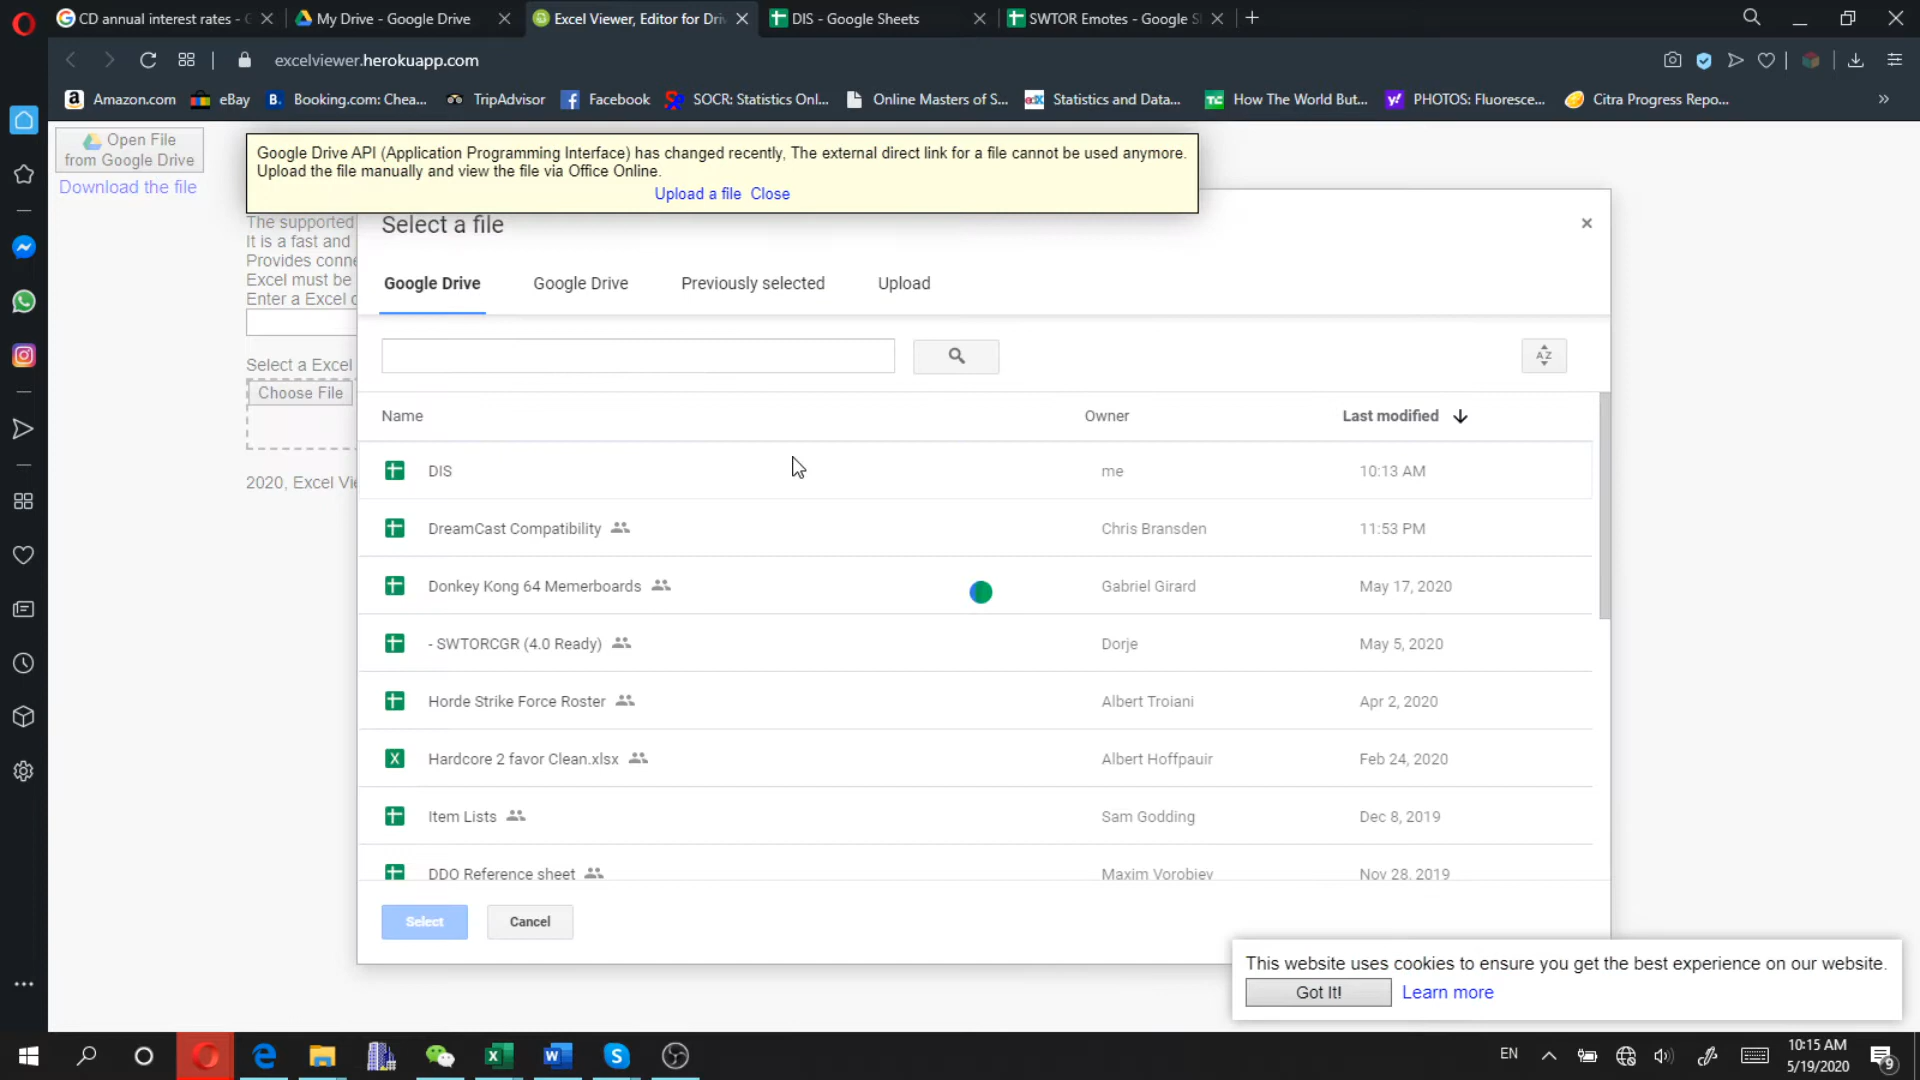 CD annual interest rates - G
My Drive - Google Drive
Excel Viewer, Editor for Dri
DIS - Google Sheets
SWTOR Emotes - Google S
excelviewer.herokuapp.com
Amazon.com
eBay
Booking.com: Chea...
TripAdvisor
Facebook
SOCR: Statistics Onl...
Online Masters of S...
Statistics and Data...
How The World But...
PHOTOS: Fluoresce...
Citra Progress Repo...
Open File
from Google Drive
Download the file
Google Drive API (Application Programming Interface) has changed recently, The external direct link for a file cannot be used anymore.
Upload the file manually and view the file via Office Online.
Upload a file Close
The supported
It is a fast and
Provides conne
Excel must be
Enter a Excel
Select a Excel
Choose File
2020, Excel Vie
Select a file
Google Drive
Google Drive
Previously selected
Upload
Name Owner Last modified
DIS me 10:13 AM
DreamCast Compatibility Chris Bransden 11:53 PM
Donkey Kong 64 Memerboards Gabriel Girard May 17, 2020
- SWTORCGR (4.0 Ready) Dorje May 5, 2020
Horde Strike Force Roster Albert Troiani Apr 2, 2020
Hardcore 2 favor Clean.xlsx Albert Hoffpauir Feb 24, 2020
Item Lists Sam Godding Dec 8, 2019
DDO Reference sheet Maxim Vorobiev Nov 28, 2019
Select
Cancel
This website uses cookies to ensure you get the best experience on our website.
Got It! Learn more
EN
10:15 AM
5/19/2020
9